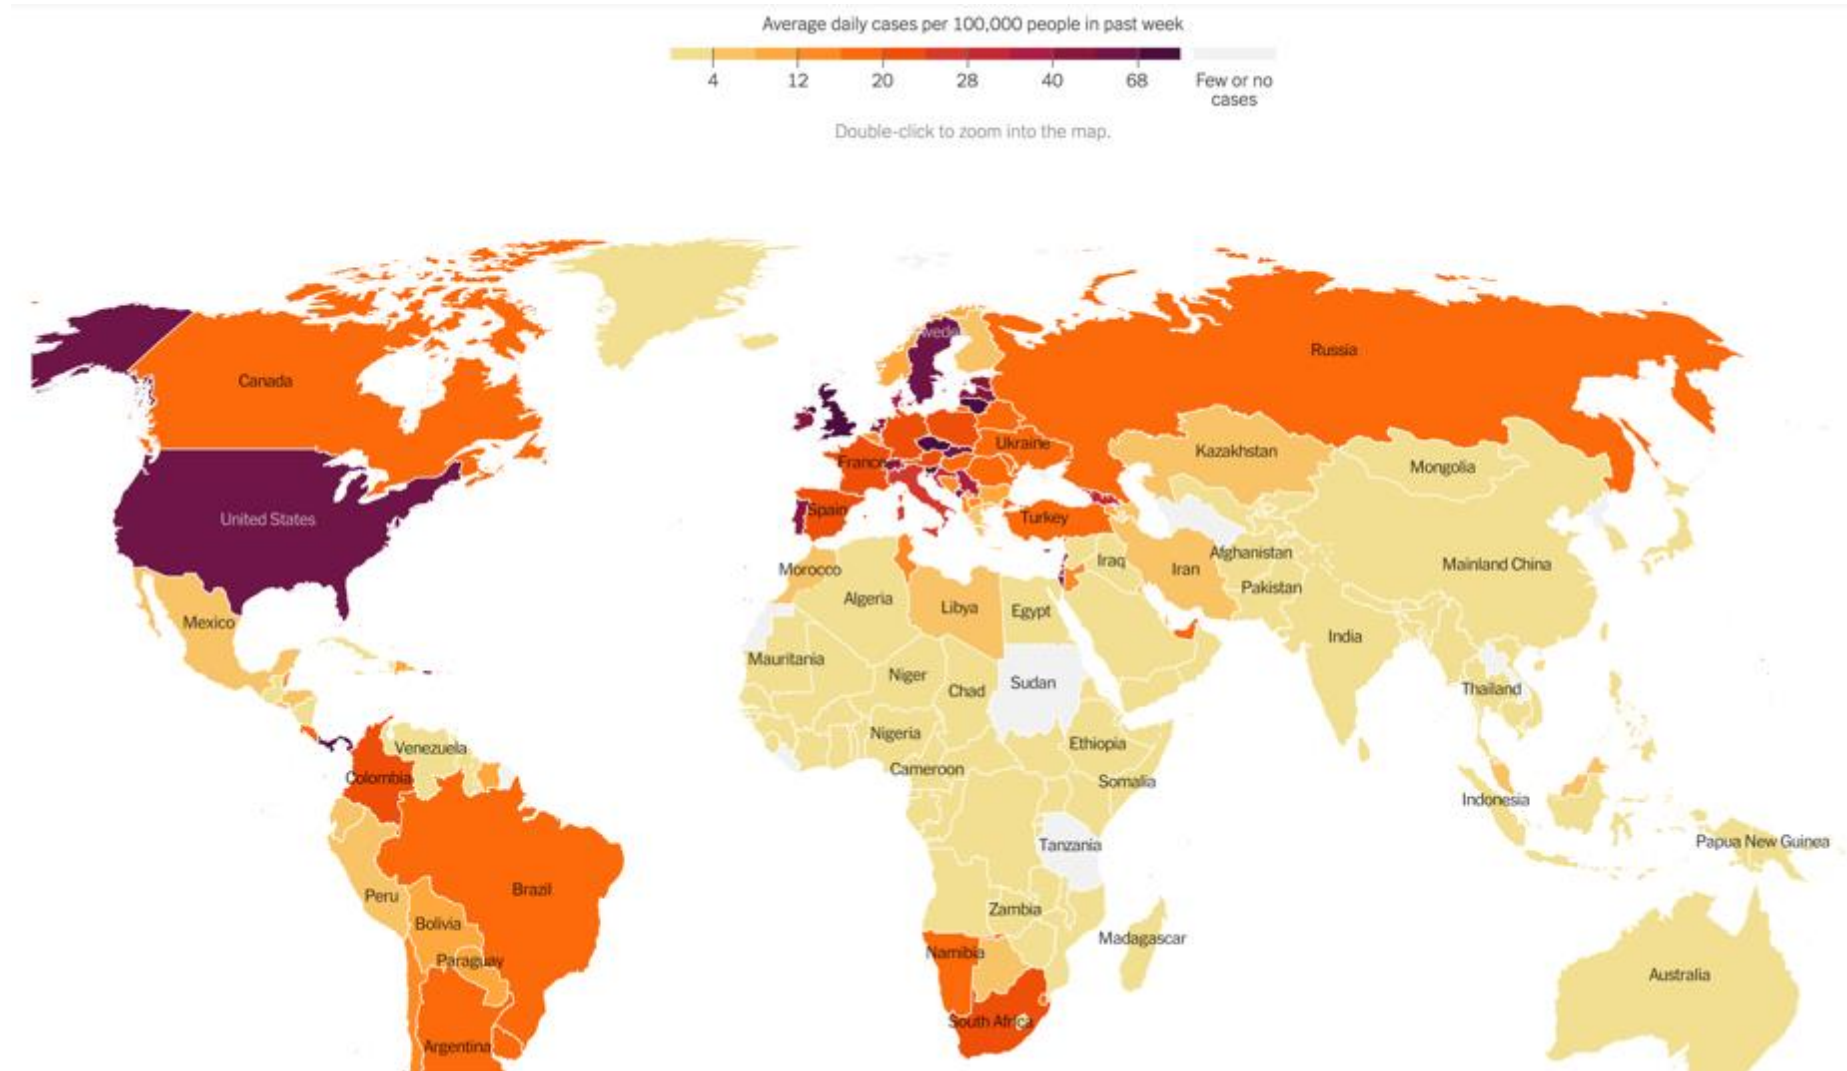 Average daily cases per 100,000 people in past week
4 12 20 28 40 68 Few or no
cases
Double-click to zoom into the map.
wede
Russia
Canada
Ukraine
Kazakhstan
France
Mongolia
Spain
United States
Turkey
Afghanistan
Iraq
Mainland China
Morocco
Iran
Pakistan
Algeria
Libya
Egypt
Mexico
India
Mauritania
Niger
Sudan
Chad
Thailand
Nigeria
Ethiopia
Venezuela
Cameroon
Colombia
Somalia
Indonesia
Tanzania
Papua New Guinea
Brazil
Peru
Zambia
Bolivia
Madagascar
Namibia
Paraguay
Australia
South Africa
Argentina